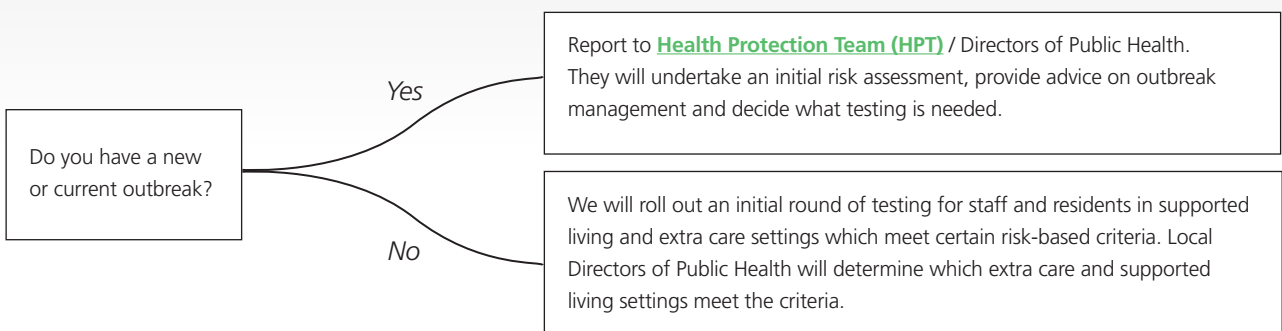 Do you have a new
or current outbreak?
Yes
Report to Health Protection Team (HPT) / Directors of Public Health.
They will undertake an initial risk assessment, provide advice on outbreak
management and decide what testing is needed.
No
We will roll out an initial round of testing for staff and residents in supported
living and extra care settings which meet certain risk-based criteria. Local
Directors of Public Health will determine which extra care and supported
living settings meet the criteria.